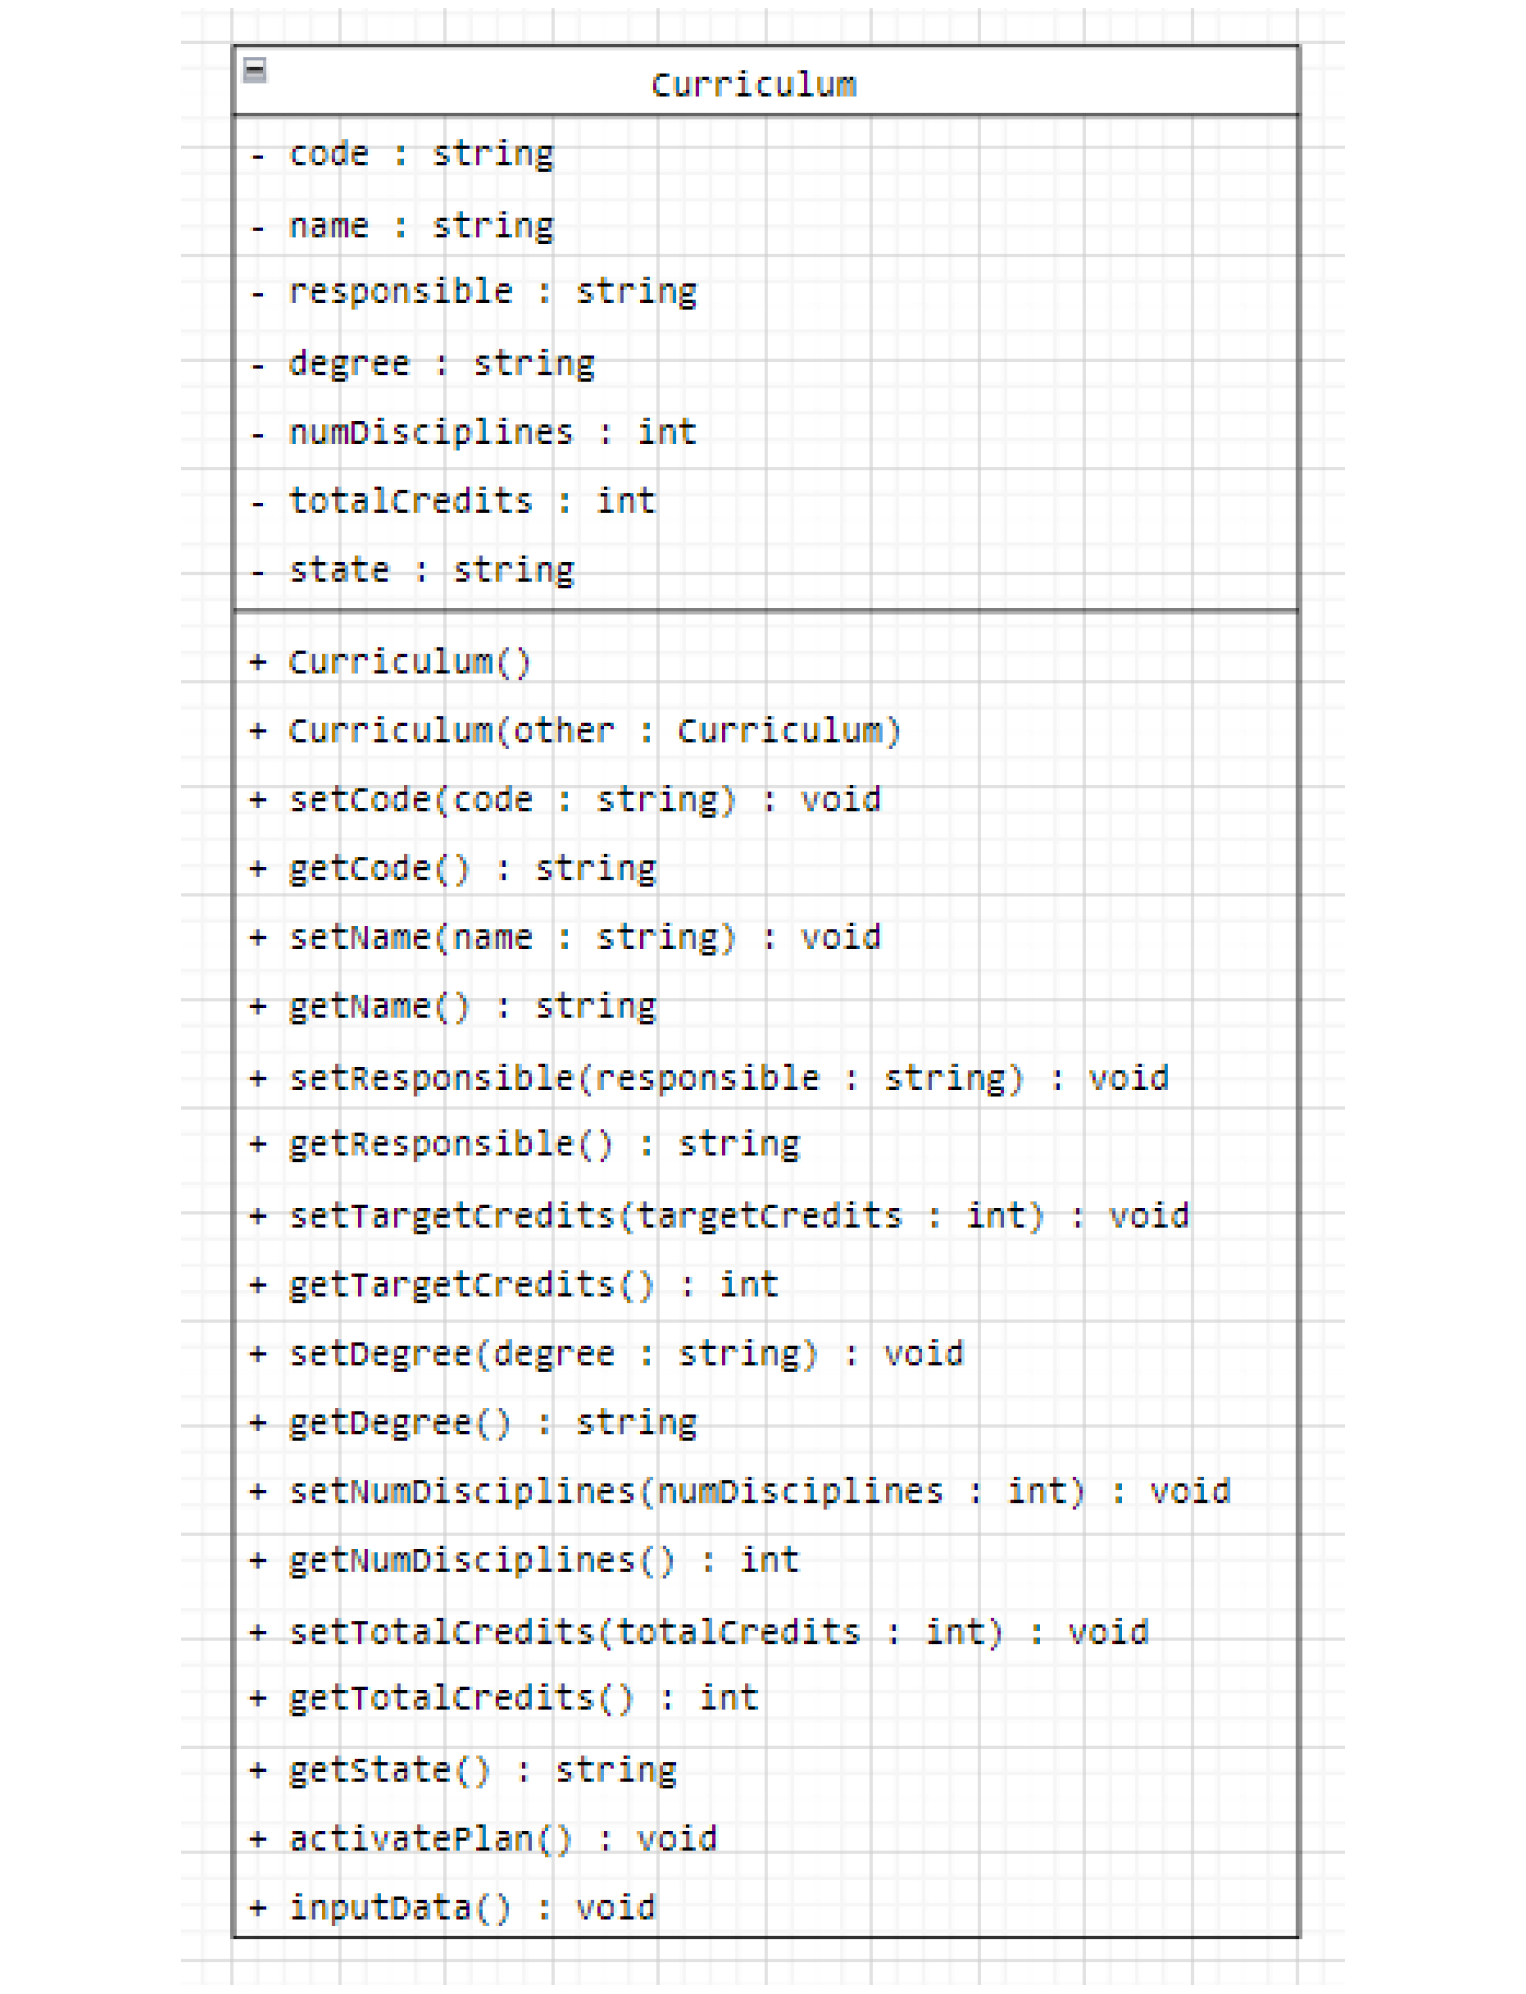 Curriculum
- code : string
- name : string
- responsible : string
- degree : string
- numDisciplines : int
- totalCredits : int
- state : string
+ Curriculum()
+ Curriculum(other : Curriculum)
+ setCode(code : string) : void
+ getCode() : string
+ setName(name : string) : void
+ getName() : string
+ setResponsible(responsible : string) : void
+ getResponsible() : string
+ setTargetCredits(targetCredits : int) : void
+ getTargetCredits() : int
+ setDegree(degree : string) : void
+ getDegree() : string
+ setNumDisciplines(numDisciplines : int) : void
+ getNumDisciplines() : int
+ setTotalCredits(totalCredits : int) : void
+ getTotalCredits() : int
+ getState() : string
+ activatePlan() : void
+ inputData() : void